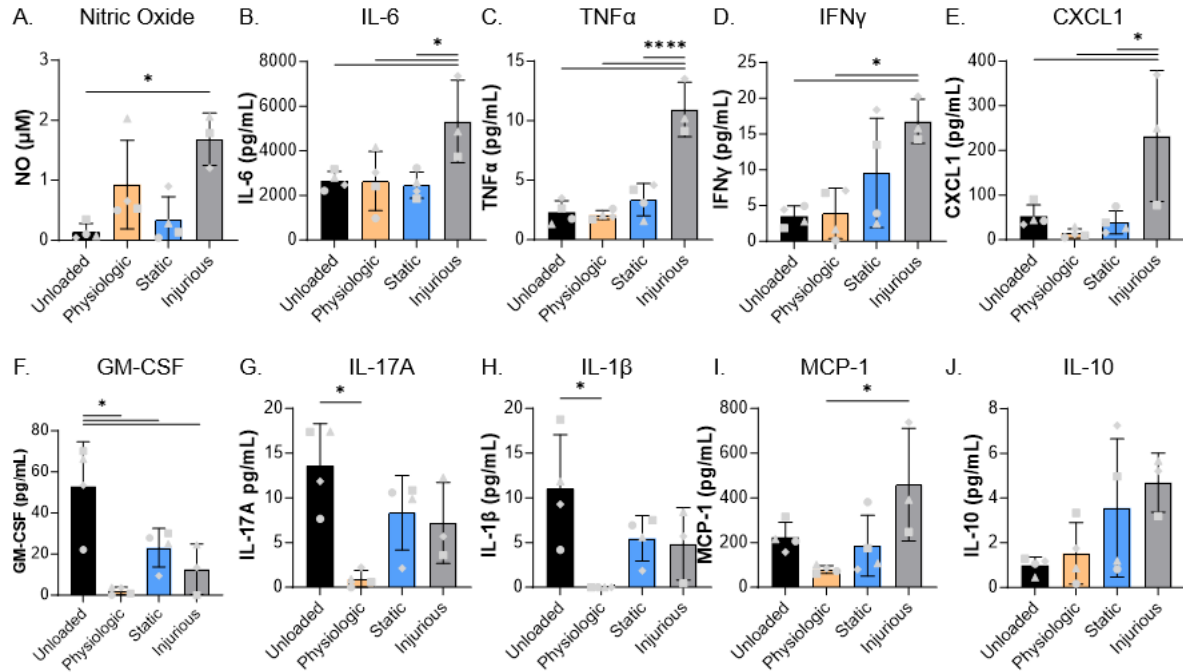 A. Nitric Oxide
NO (µM)
2
1
0
*
Unloaded
Physiologic
Static
Injurious
B. IL-6
IL-6 (pg/mL)
8000
6000
4000
2000
0
*
Unloaded
Physiologic
Static
Injurious
C. TNFα
TNFα (pg/mL)
15
10
5
0
****
Unloaded
Physiologic
Static
Injurious
D. IFNγ
IFNγ (pg/mL)
25
20
15
10
5
0
*
Unloaded
Physiologic
Static
Injurious
E. CXCL1
CXCL1 (pg/mL)
400
300
200
100
0
*
Unloaded
Physiologic
Static
Injurious
F. GM-CSF
GM-CSF (pg/mL)
80
60
40
20
0
*
Unloaded
Physiologic
Static
Injurious
G. IL-17A
IL-17A pg/mL)
20
15
10
5
0
*
Unloaded
Physiologic
Static
Injurious
H. IL-1β
IL-1β (pg/mL)
20
15
10
5
0
*
Unloaded
Physiologic
Static
Injurious
I. MCP-1
MCP-1 (pg/mL)
800
600
400
200
0
*
Unloaded
Physiologic
Static
Injurious
J. IL-10
IL-10 (pg/mL)
8
6
4
2
0
Unloaded
Physiologic
Static
Injurious